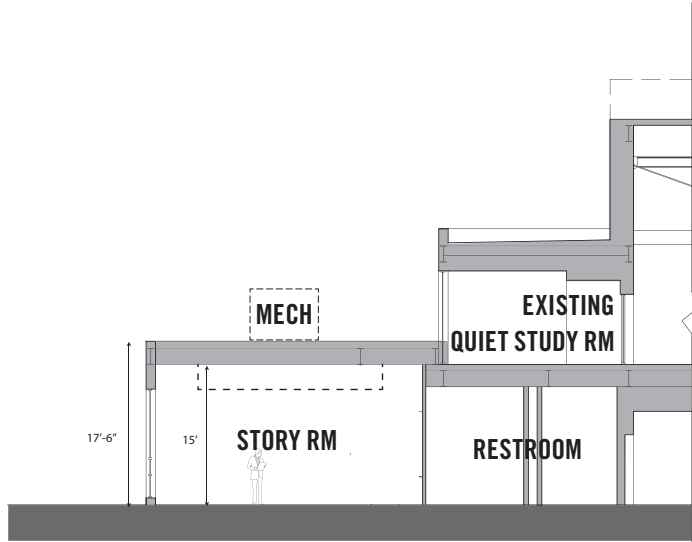 EXISTING
QUIET STUDY RM
MECH
17'-6"
15'
STORY RM
RESTROOM